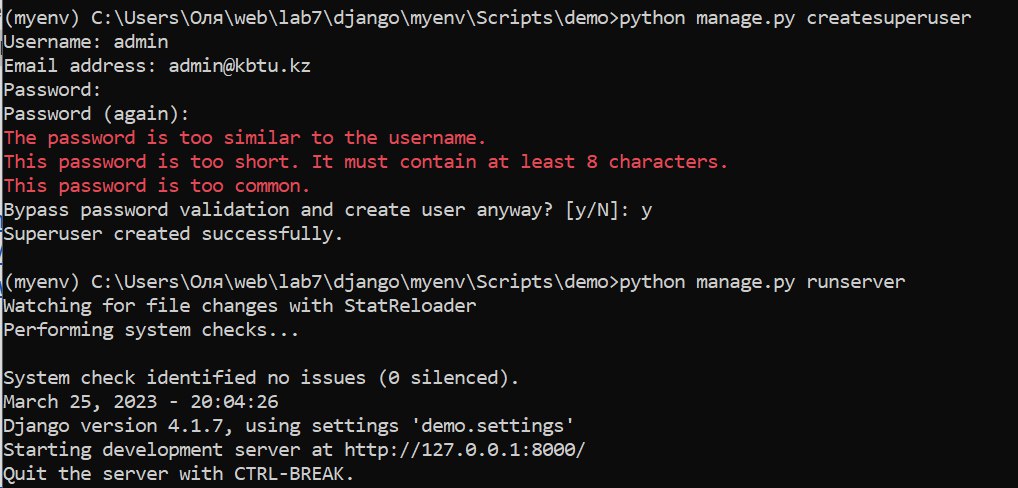 (myenv) C:\Users\Оля\web\lab7\django\myenv\Scripts\demo>python manage.py createsuperuser
Username: admin
Email address: admin@kbtu.kz
Password:
Password (again):
The password is too similar to the username.
This password is too short. It must contain at least 8 characters.
This password is too common.
Bypass password validation and create user anyway? [y/N]: y
Superuser created successfully.
(myenv) C:\Users\Оля\web\lab7\django\myenv\Scripts\demo>python manage.py runserver
Watching for file changes with StatReloader
Performing system checks...
System check identified no issues (0 silenced).
March 25, 2023 - 20:04:26
Django version 4.1.7, using settings 'demo.settings'
Starting development server at http://127.0.0.1:8000/
Quit the server with CTRL-BREAK.